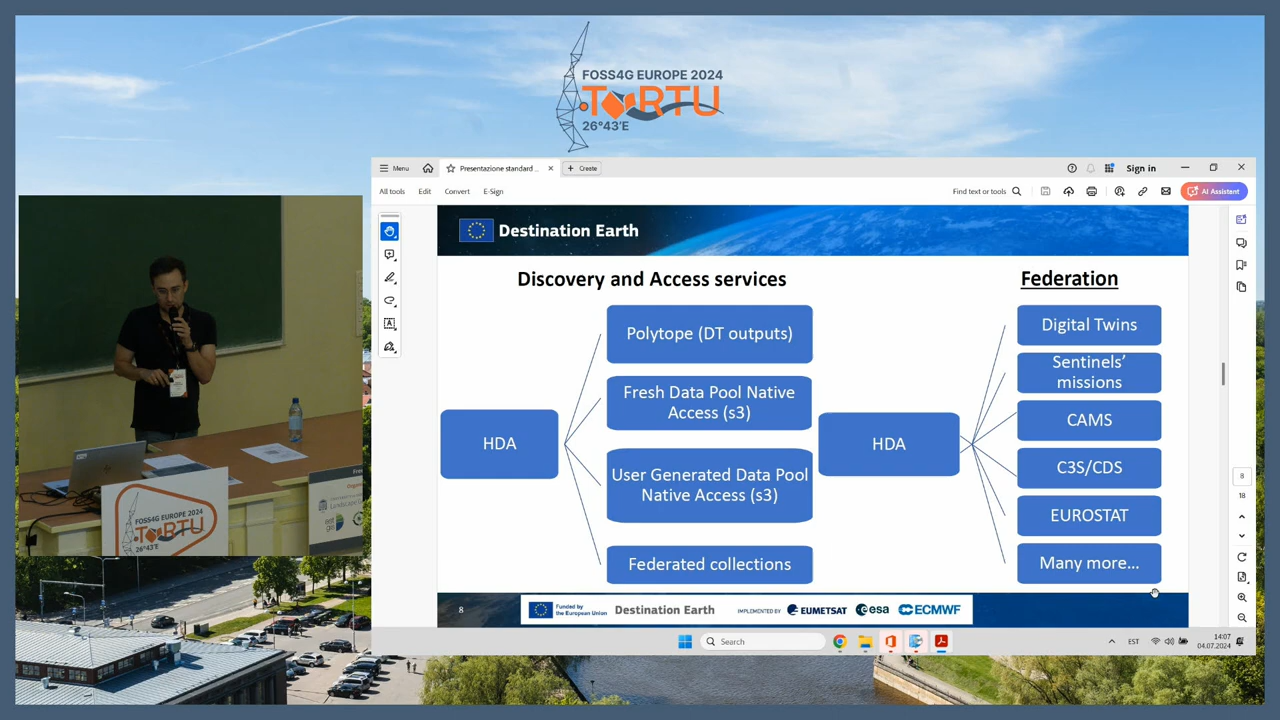 FOSS4G EUROPE 2024
TARTU
26°43'E
Menu
Presentazione standard ...
Create
Sign in
All tools
Edit
Convert
E-Sign
Find text or tools
AI Assistant
Destination Earth
Discovery and Access services
Federation
HDA
Polytope (DT outputs)
Fresh Data Pool Native
Access (s3)
User Generated Data Pool
Native Access (s3)
Federated collections
HDA
Digital Twins
Sentinels’
missions
CAMS
C3S/CDS
EUROSTAT
Many more...
8
18
8
Funded by
the European Union
Destination Earth
IMPLEMENTED BY
EUMETSAT
esa
ECMWF
Search
EST
14:07
04.07.2024
FOSS4G EUROPE 2024
TARTU